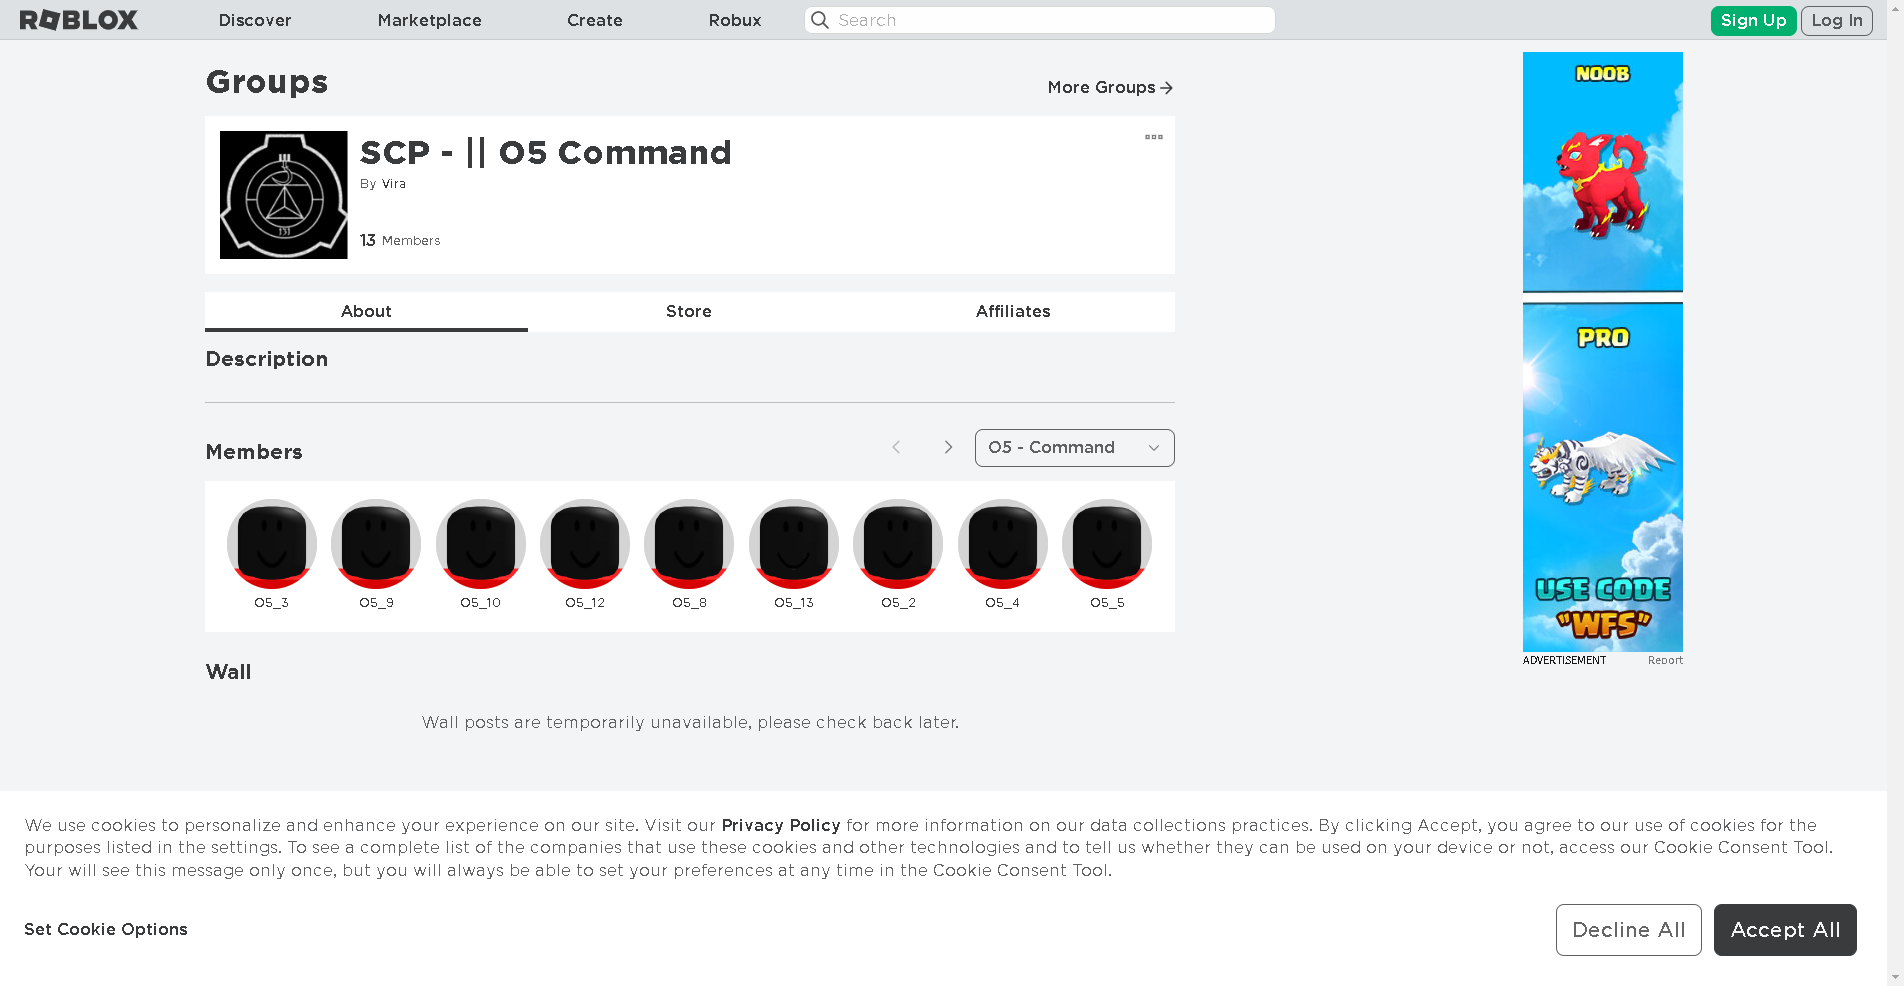 ROBLOX
Discover
Marketplace
Create
Robux
Search
Sign Up
Log In
Groups
More Groups
SCP - || O5 Command
By Vira
13 Members
About
Store
Affiliates
Description
Members
O5 - Command
O5_3
O5_9
O5_10
O5_12
O5_8
O5_13
O5_2
O5_4
O5_5
Wall
Wall posts are temporarily unavailable, please check back later.
NOOB
PRO
USE CODE
"WFS"
ADVERTISEMENT
Report
We use cookies to personalize and enhance your experience on our site. Visit our Privacy Policy for more information on our data collections practices. By clicking Accept, you agree to our use of cookies for the
purposes listed in the settings. To see a complete list of the companies that use these cookies and other technologies and to tell us whether they can be used on your device or not, access our Cookie Consent Tool.
Your will see this message only once, but you will always be able to set your preferences at any time in the Cookie Consent Tool.
Set Cookie Options
Decline All
Accept All